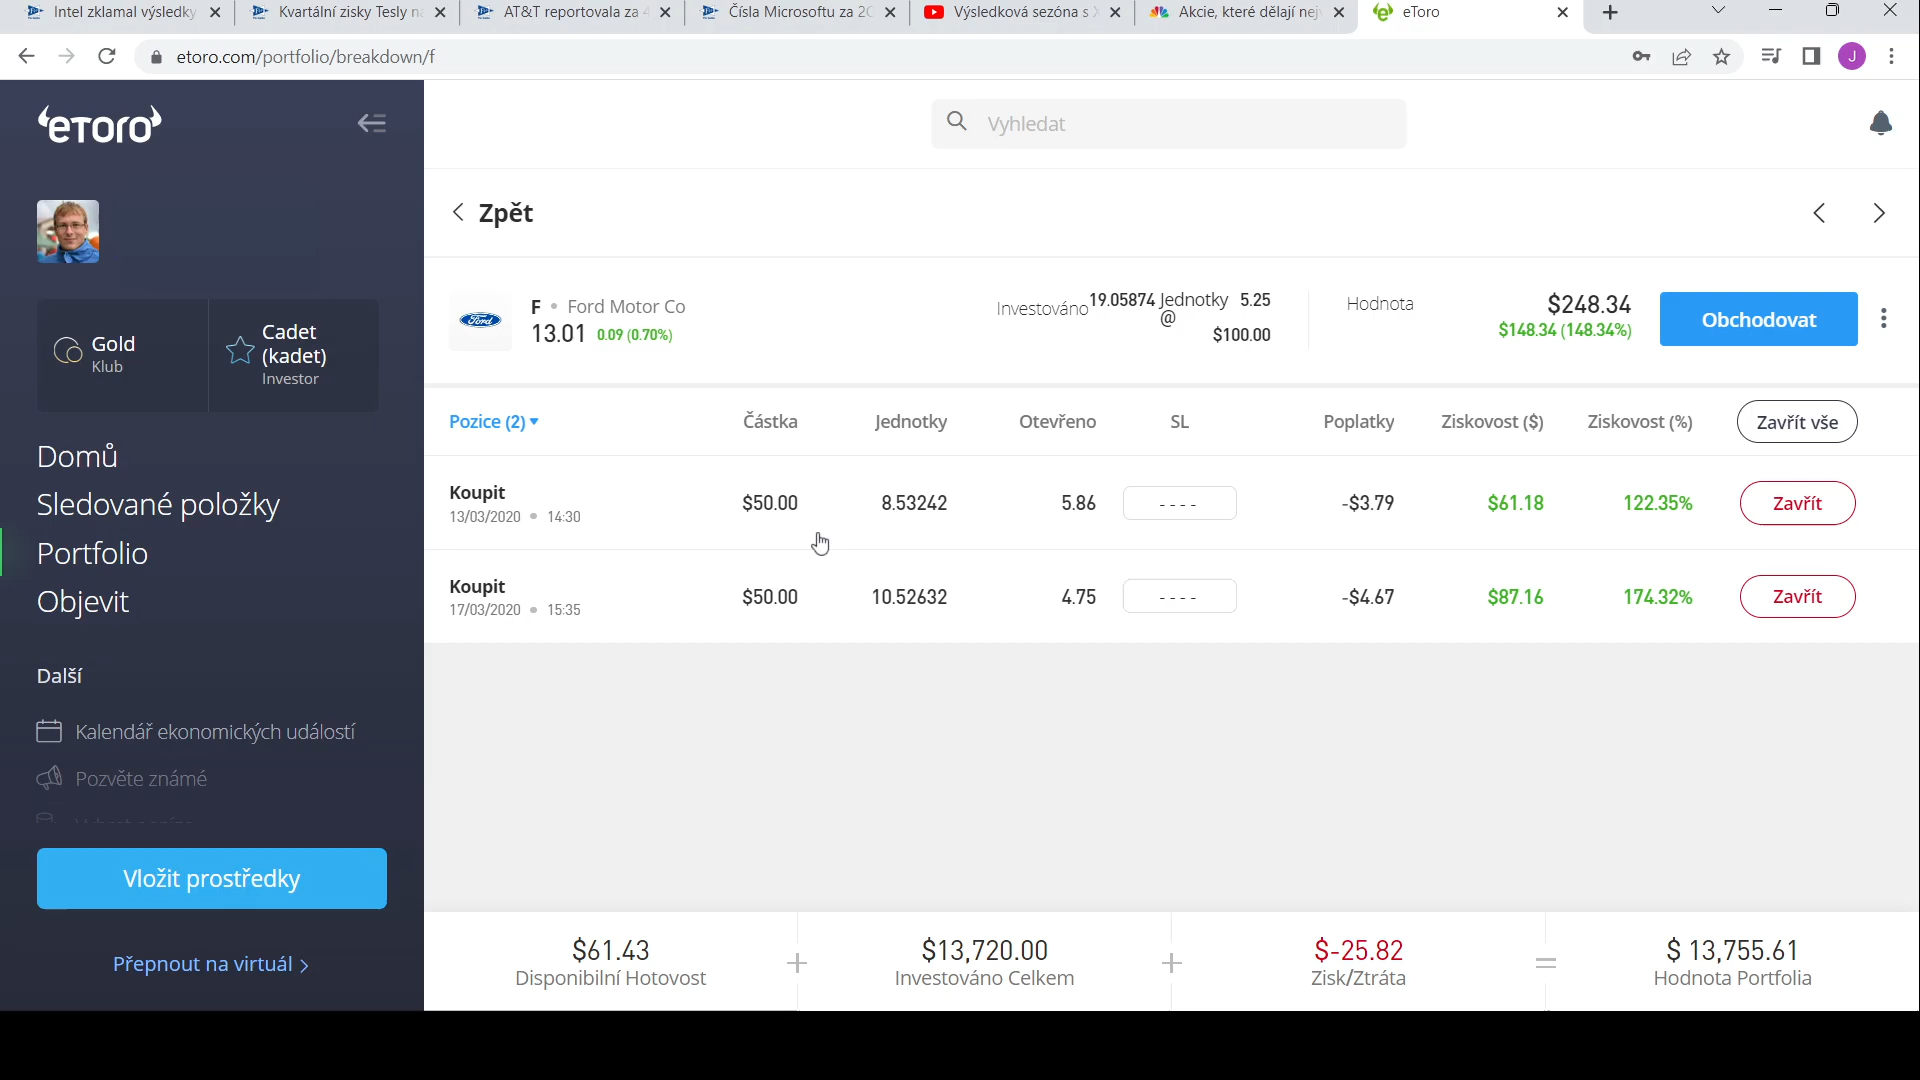 Intel zklamal výsledky
Kvartální zisky Tesly na
AT&T reportovala za 4
Čísla Microsoftu za 2Q
Výsledková sezóna s X
Akcie, které dělají nej
eToro
etoro.com/portfolio/breakdown/f
J
eToro
Vyhledat
Zpět
Gold
Klub
Cadet
(kadet)
Investor
F • Ford Motor Co
13.01 0.09 (0.70%)
Investováno
19.05874 Jednotky 5.25
@
$100.00
Hodnota
$248.34
$148.34 (148.34%)
Obchodovat
Domů
Sledované položky
Portfolio
Objevit
Další
Kalendář ekonomických událostí
Pozvěte známé
Vložit prostředky
Přepnout na virtuál >
Pozice (2) Částka Jednotky Otevřeno SL Poplatky Ziskovost ($) Ziskovost (%) Zavřít vše
Koupit
13/03/2020 • 14:30
$50.00 8.53242 5.86 ---- -$3.79 $61.18 122.35% Zavřít
Koupit
17/03/2020 • 15:35
$50.00 10.52632 4.75 ---- -$4.67 $87.16 174.32% Zavřít
$61.43 + $13,720.00 + $-25.82 = $ 13,755.61
Disponibilní Hotovost Investováno Celkem Zisk/Ztráta Hodnota Portfolia